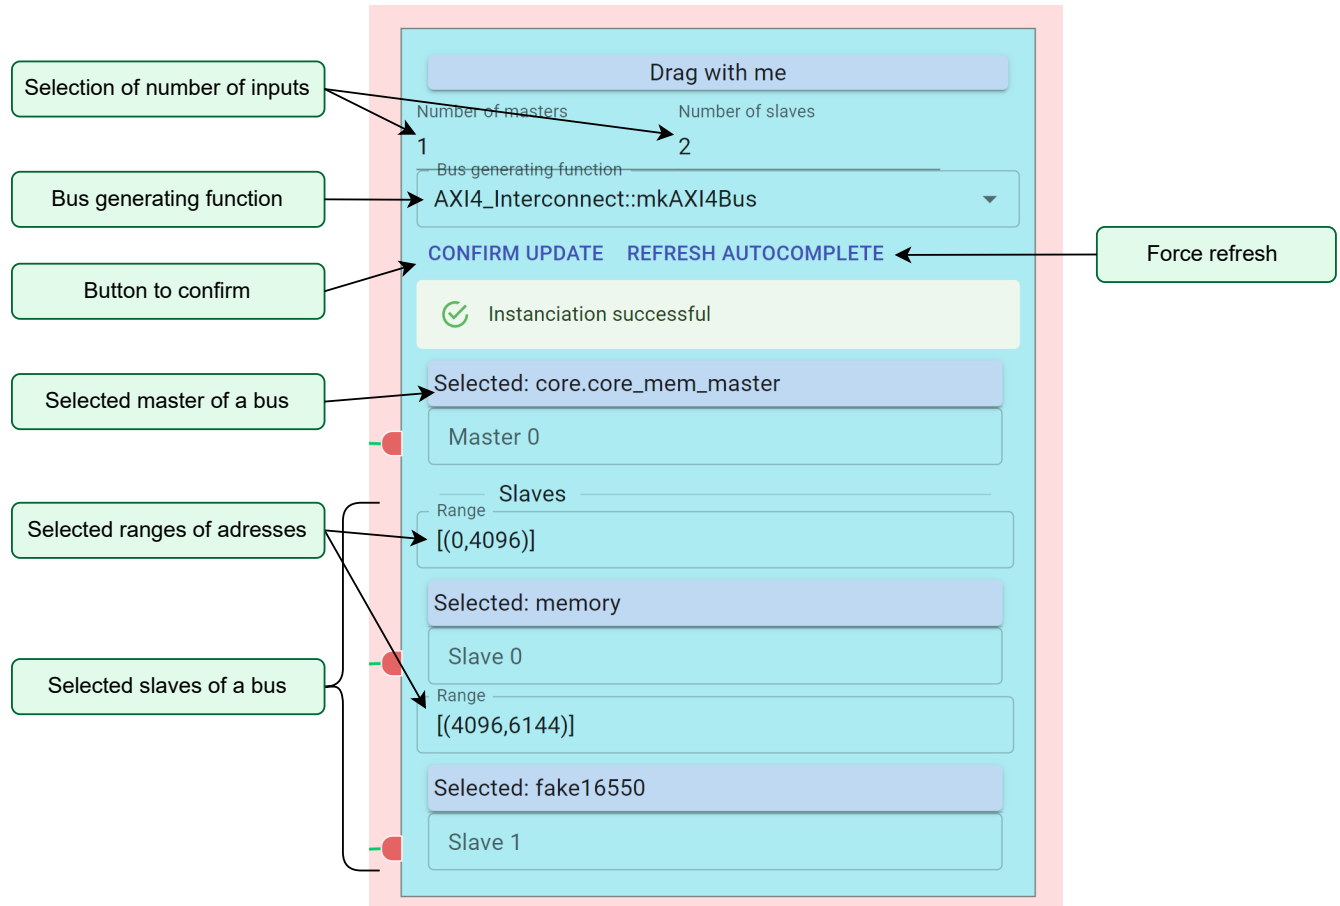 Drag with me
Selection of number of inputs
Number of masters
Number of slaves
1
2
Bus generating function
Bus generating function
AXI4_Interconnect::mkAXI4Bus
CONFIRM UPDATE
REFRESH AUTOCOMPLETE
Force refresh
Button to confirm
Instanciation successful
Selected master of a bus
Selected: core.core_mem_master
Master 0
Slaves
Selected ranges of adresses
Range
[(0,4096)]
Selected: memory
Slave 0
Selected slaves of a bus
Range
[(4096,6144)]
Selected: fake16550
Slave 1